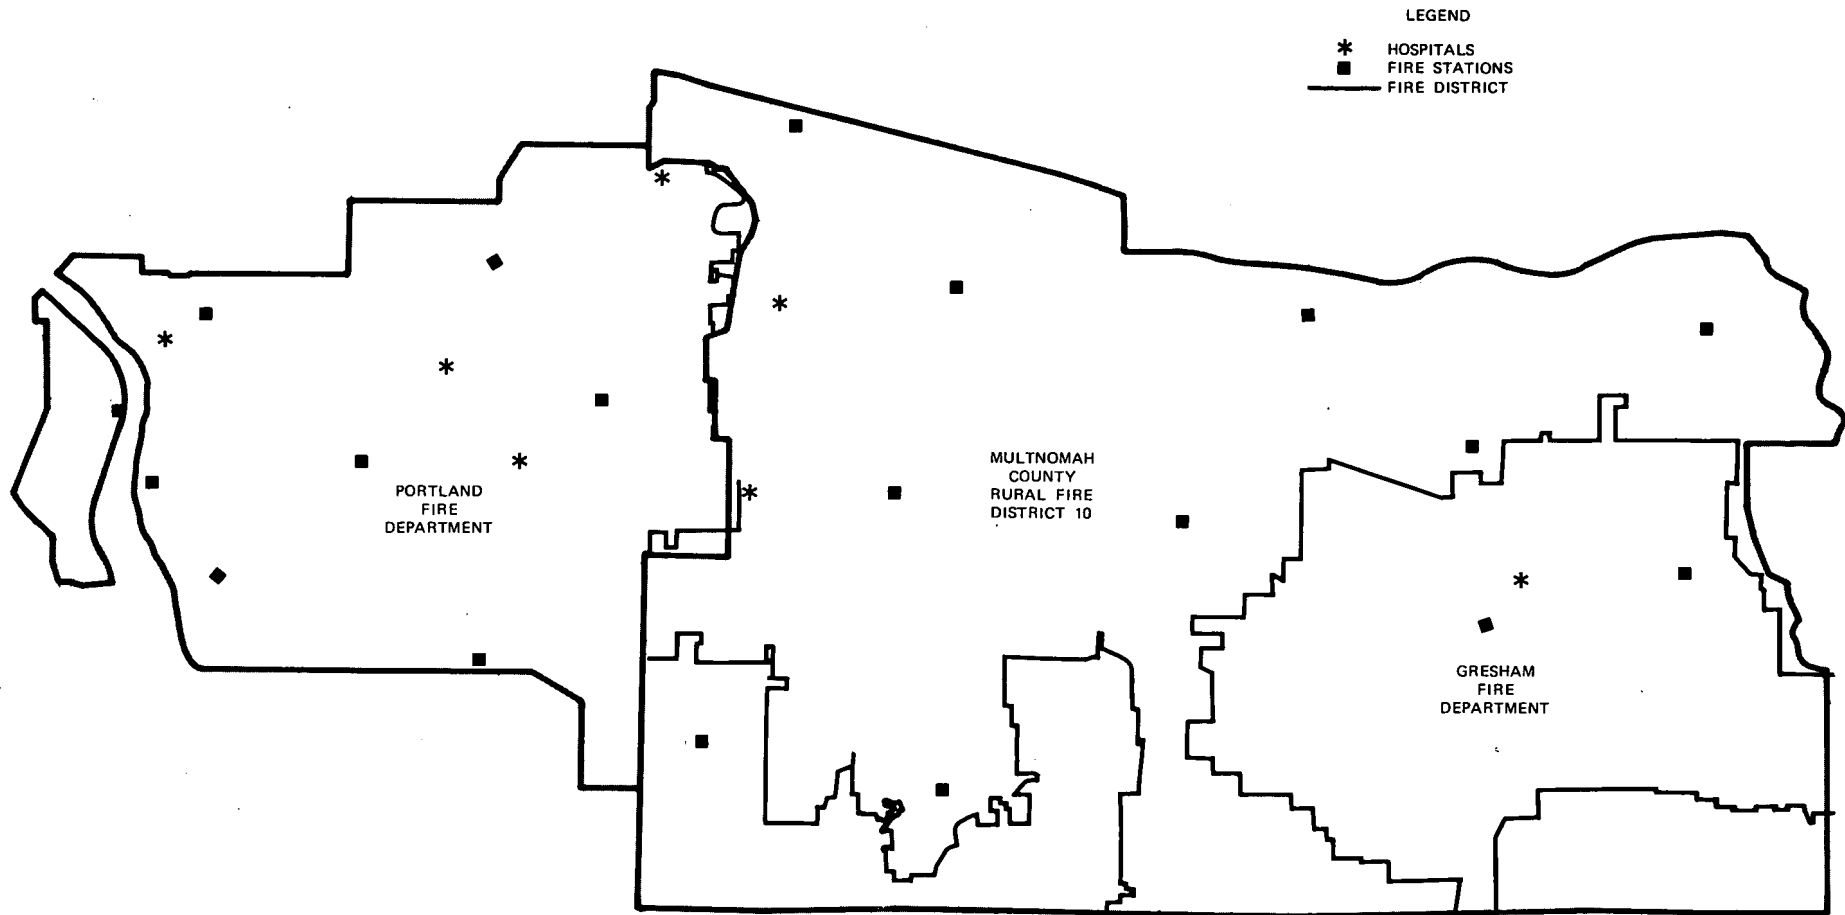 LEGEND
HOSPITALS
FIRE STATIONS
FIRE DISTRICT
MULTNOMAH
COUNTY
RURAL FIRE
DISTRICT 10
PORTLAND
FIRE
DEPARTMENT
GRESHAM
FIRE
DEPARTMENT